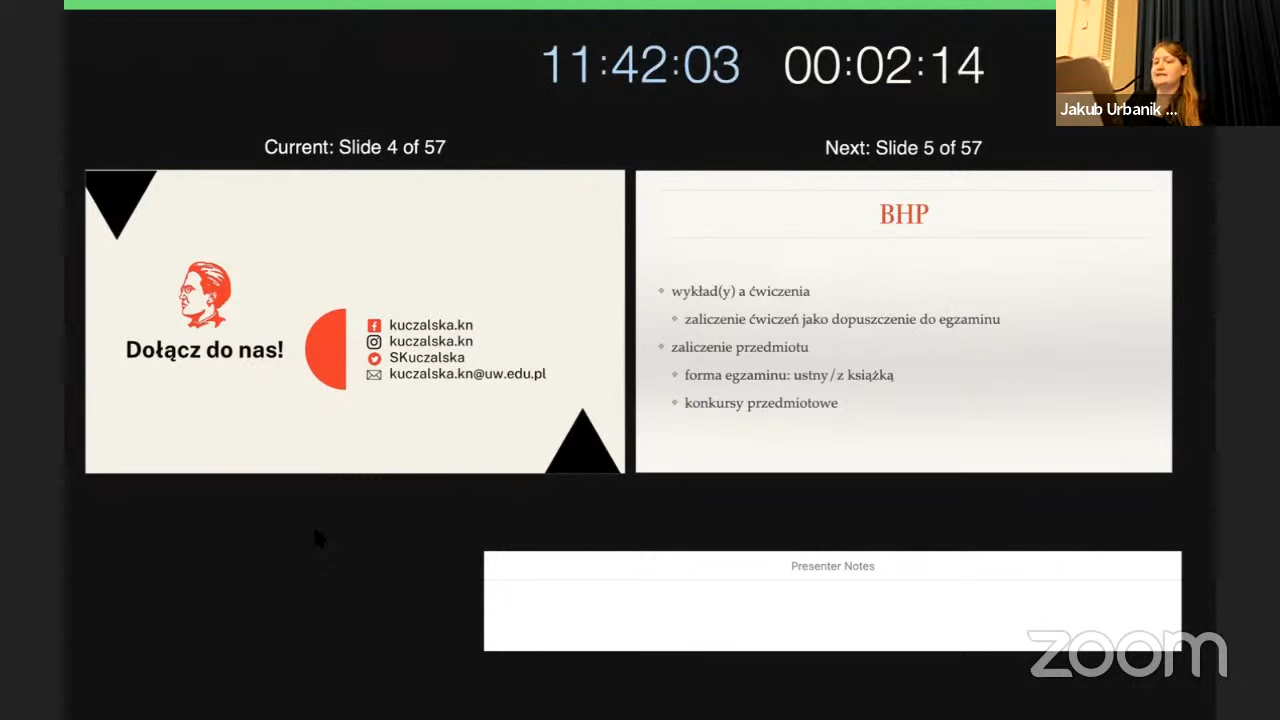 11:42:03 00:02:14
Jakub Urbanik ...
Current: Slide 4 of 57
Next: Slide 5 of 57
Dołącz do nas!
kuczalska.kn
kuczalska.kn
SKuczalska
kuczalska.kn@uw.edu.pl
BHP
wykład(y) a ćwiczenia
zaliczenie ćwiczeń jako dopuszczenie do egzaminu
zaliczenie przedmiotu
forma egzaminu: ustny/z książką
konkursy przedmiotowe
Presenter Notes
zoom